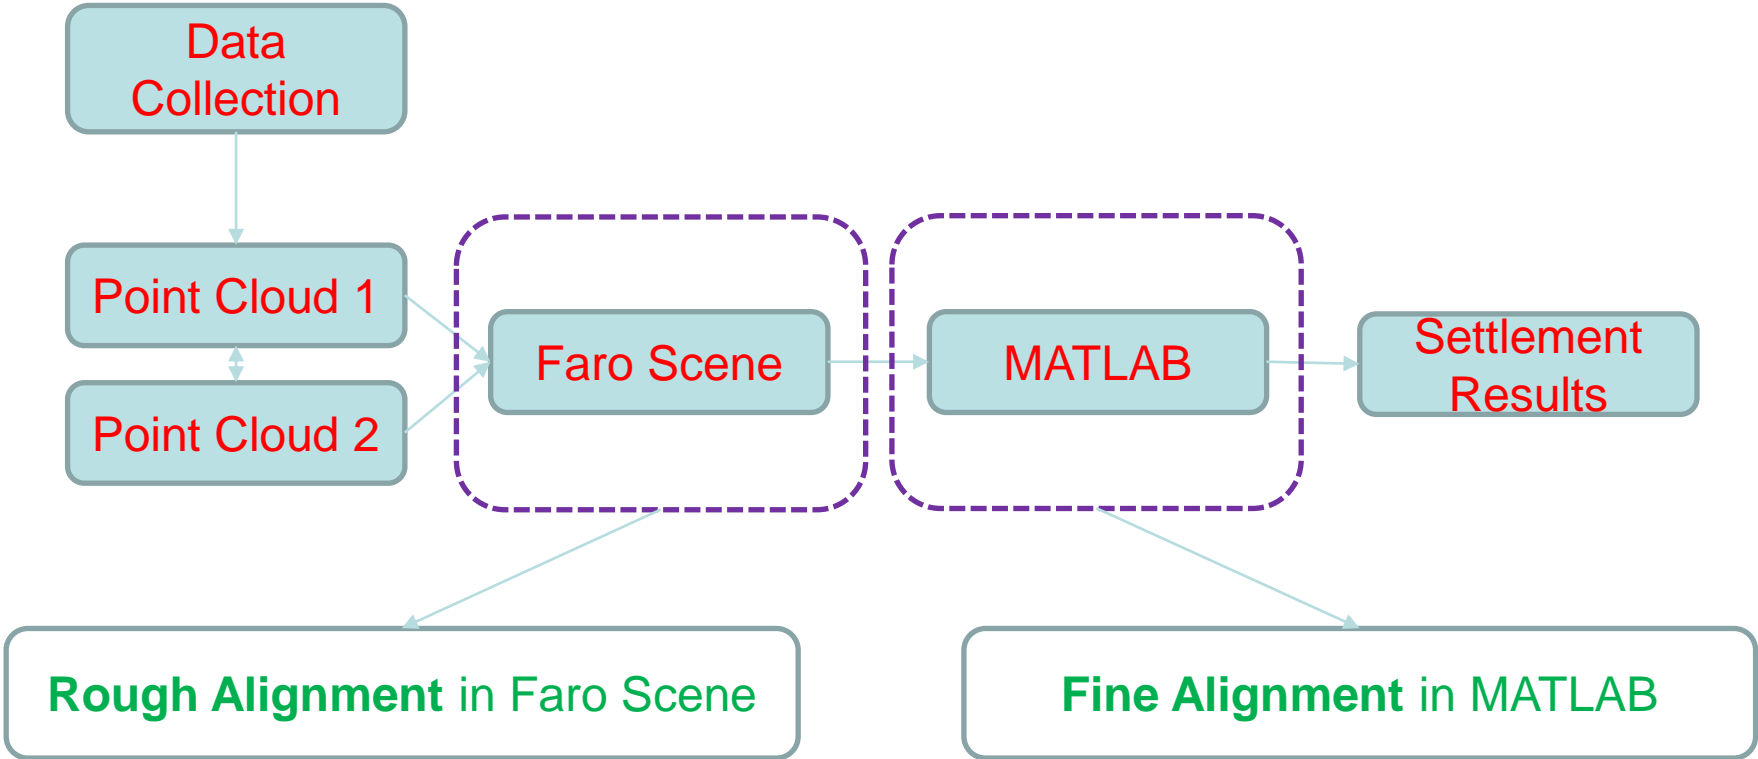 Data
Collection
Point Cloud 1
Point Cloud 2
Faro Scene
MATLAB
Settlement
Results
Rough Alignment in Faro Scene
Fine Alignment in MATLAB